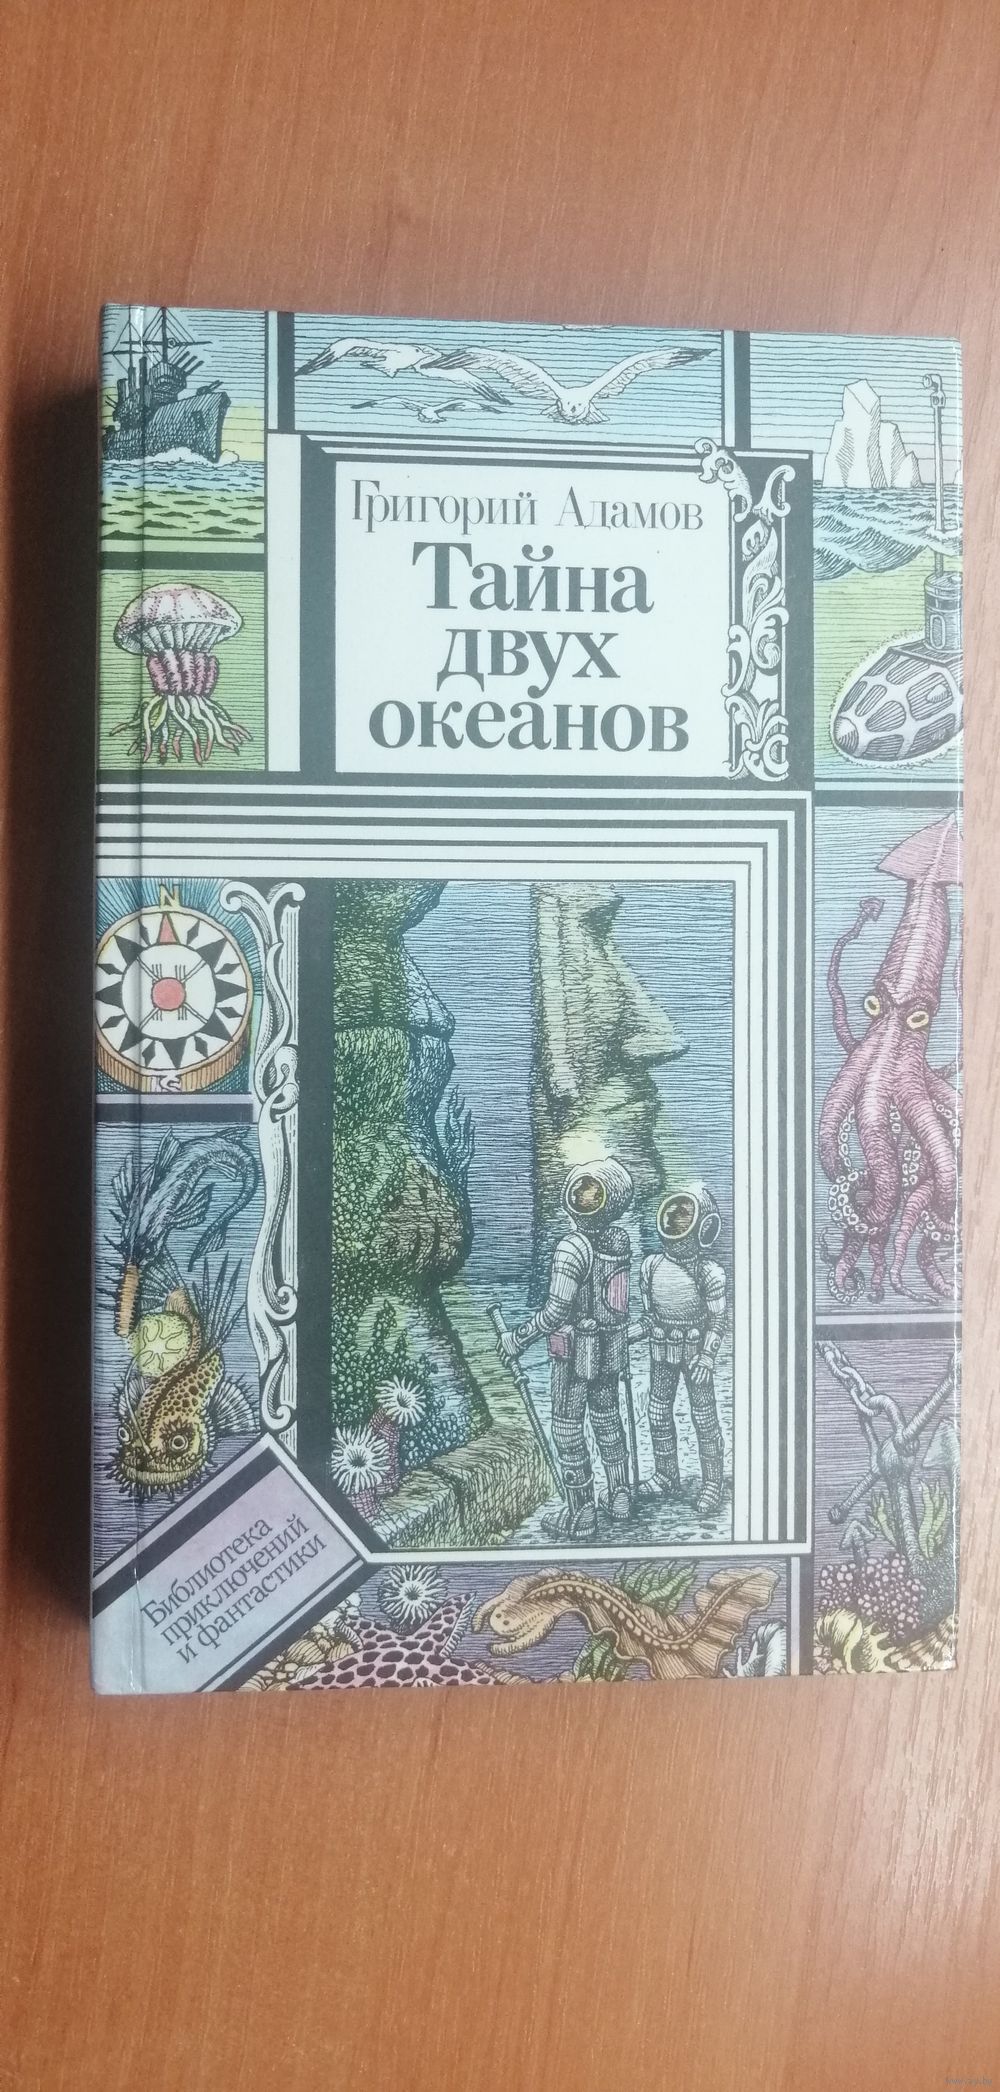 Григорий Адамов
Тайна
двух
океанов
N
S
Библиотека
приключений
и фантастики